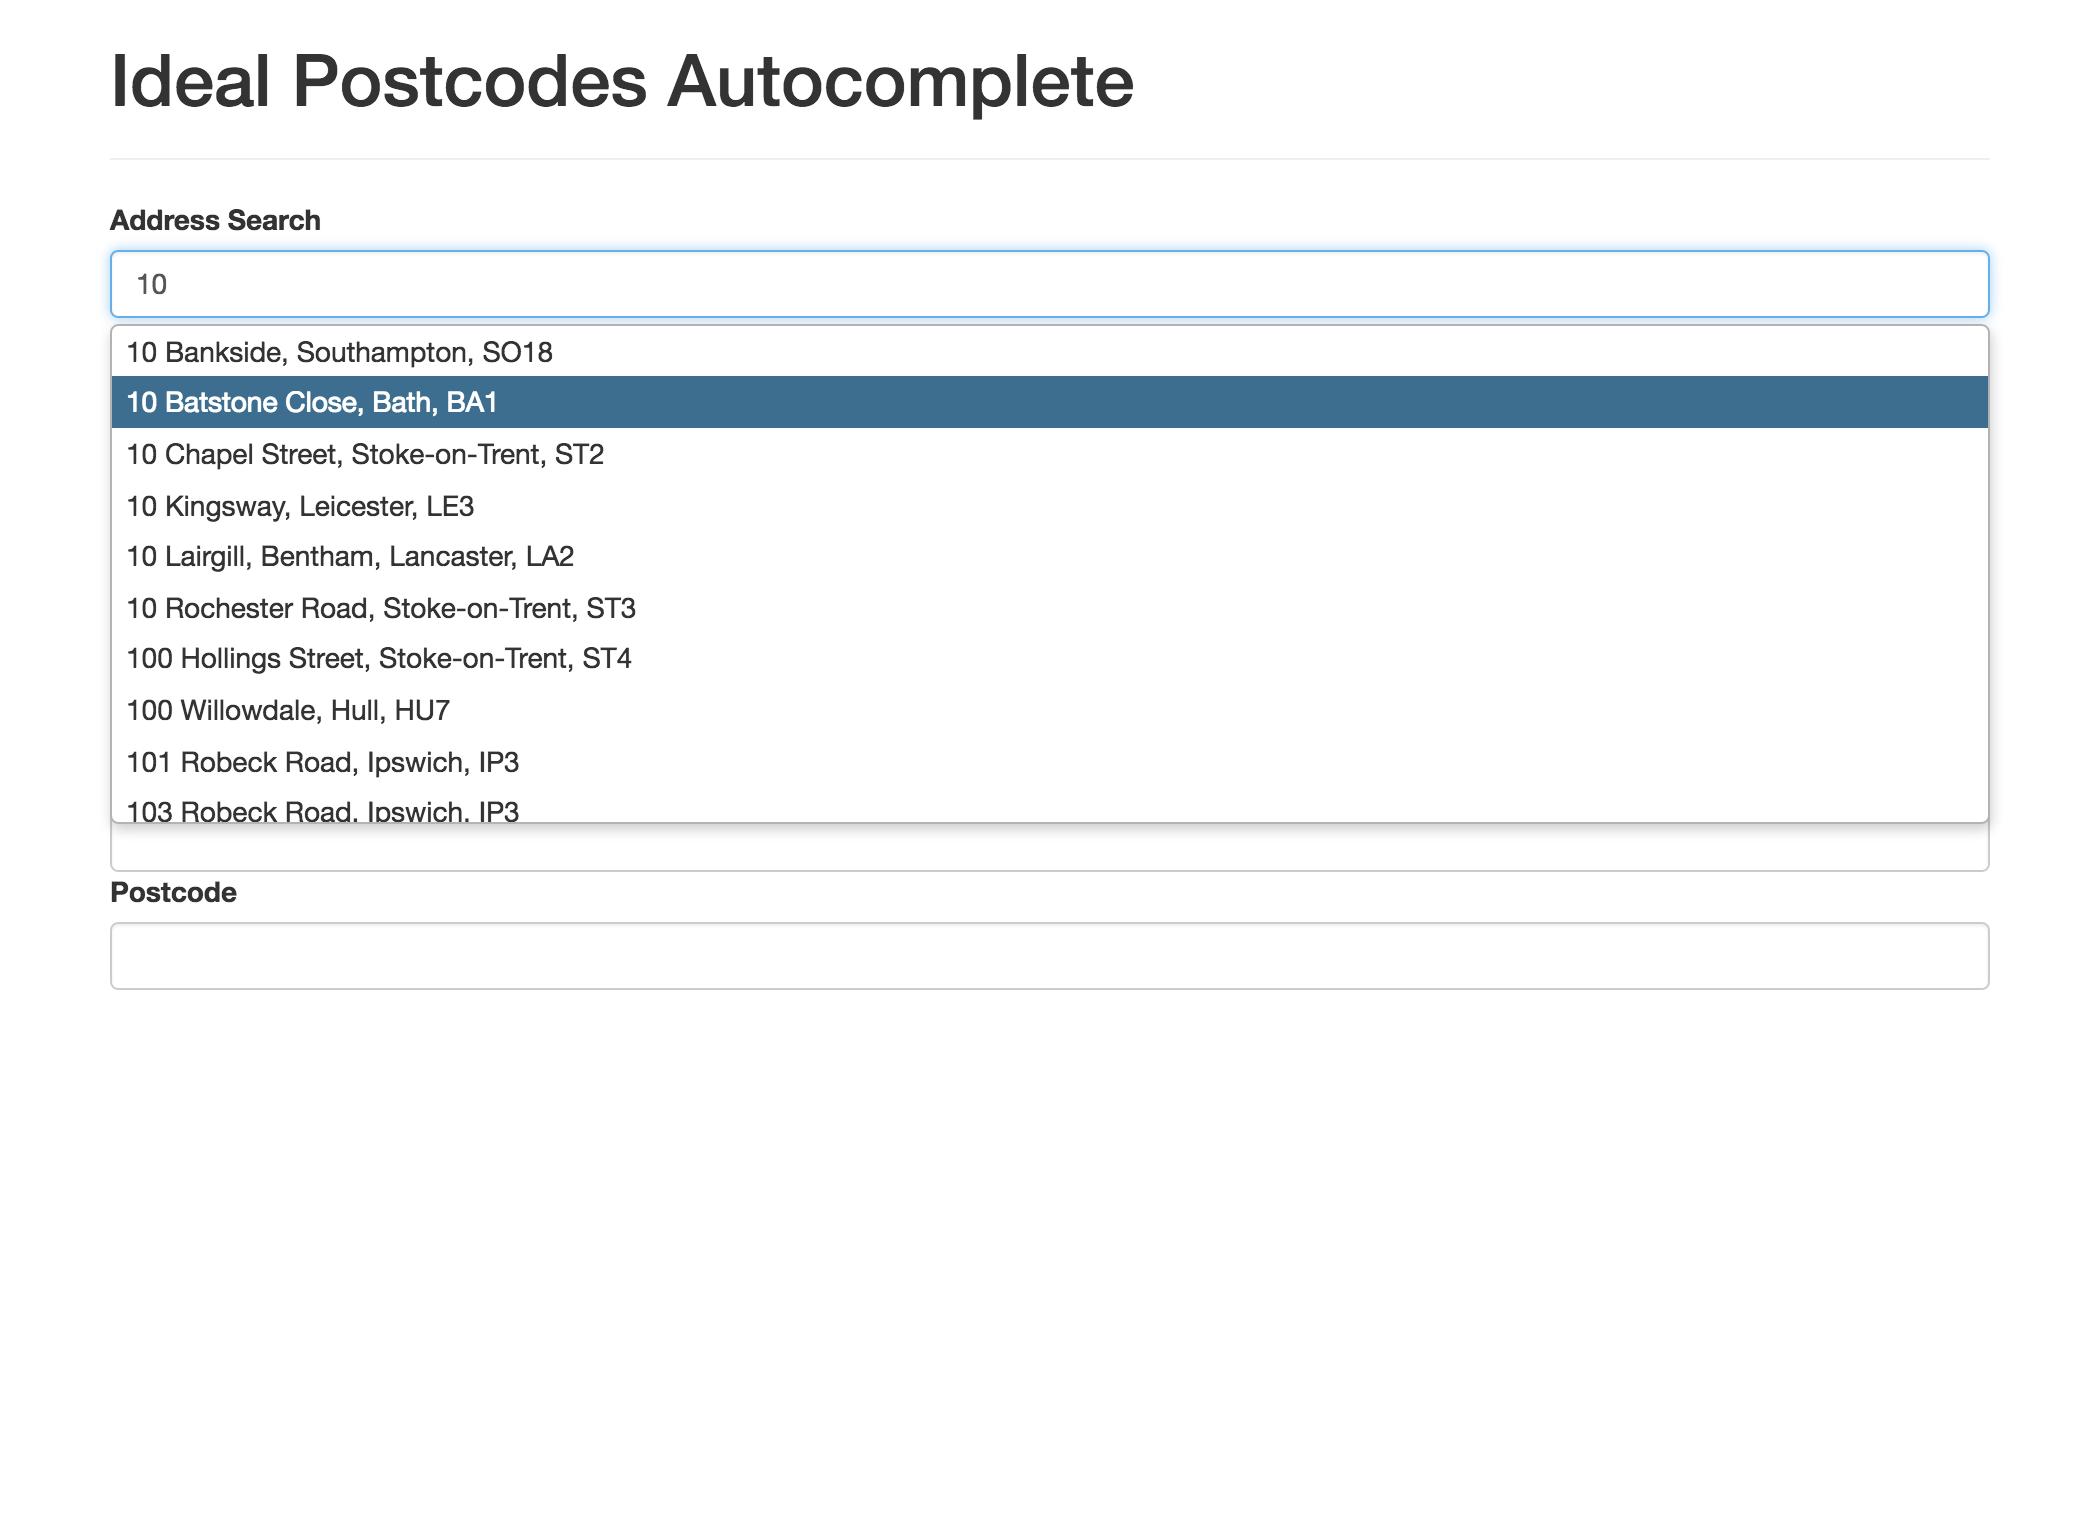 Ideal Postcodes Autocomplete
Address Search
10
10 Bankside, Southampton, SO18
10 Batstone Close, Bath, BA1
10 Chapel Street, Stoke-on-Trent, ST2
10 Kingsway, Leicester, LE3
10 Lairgill, Bentham, Lancaster, LA2
10 Rochester Road, Stoke-on-Trent, ST3
100 Hollings Street, Stoke-on-Trent, ST4
100 Willowdale, Hull, HU7
101 Robeck Road, Ipswich, IP3
103 Robeck Road, Ipswich, IP3
Postcode